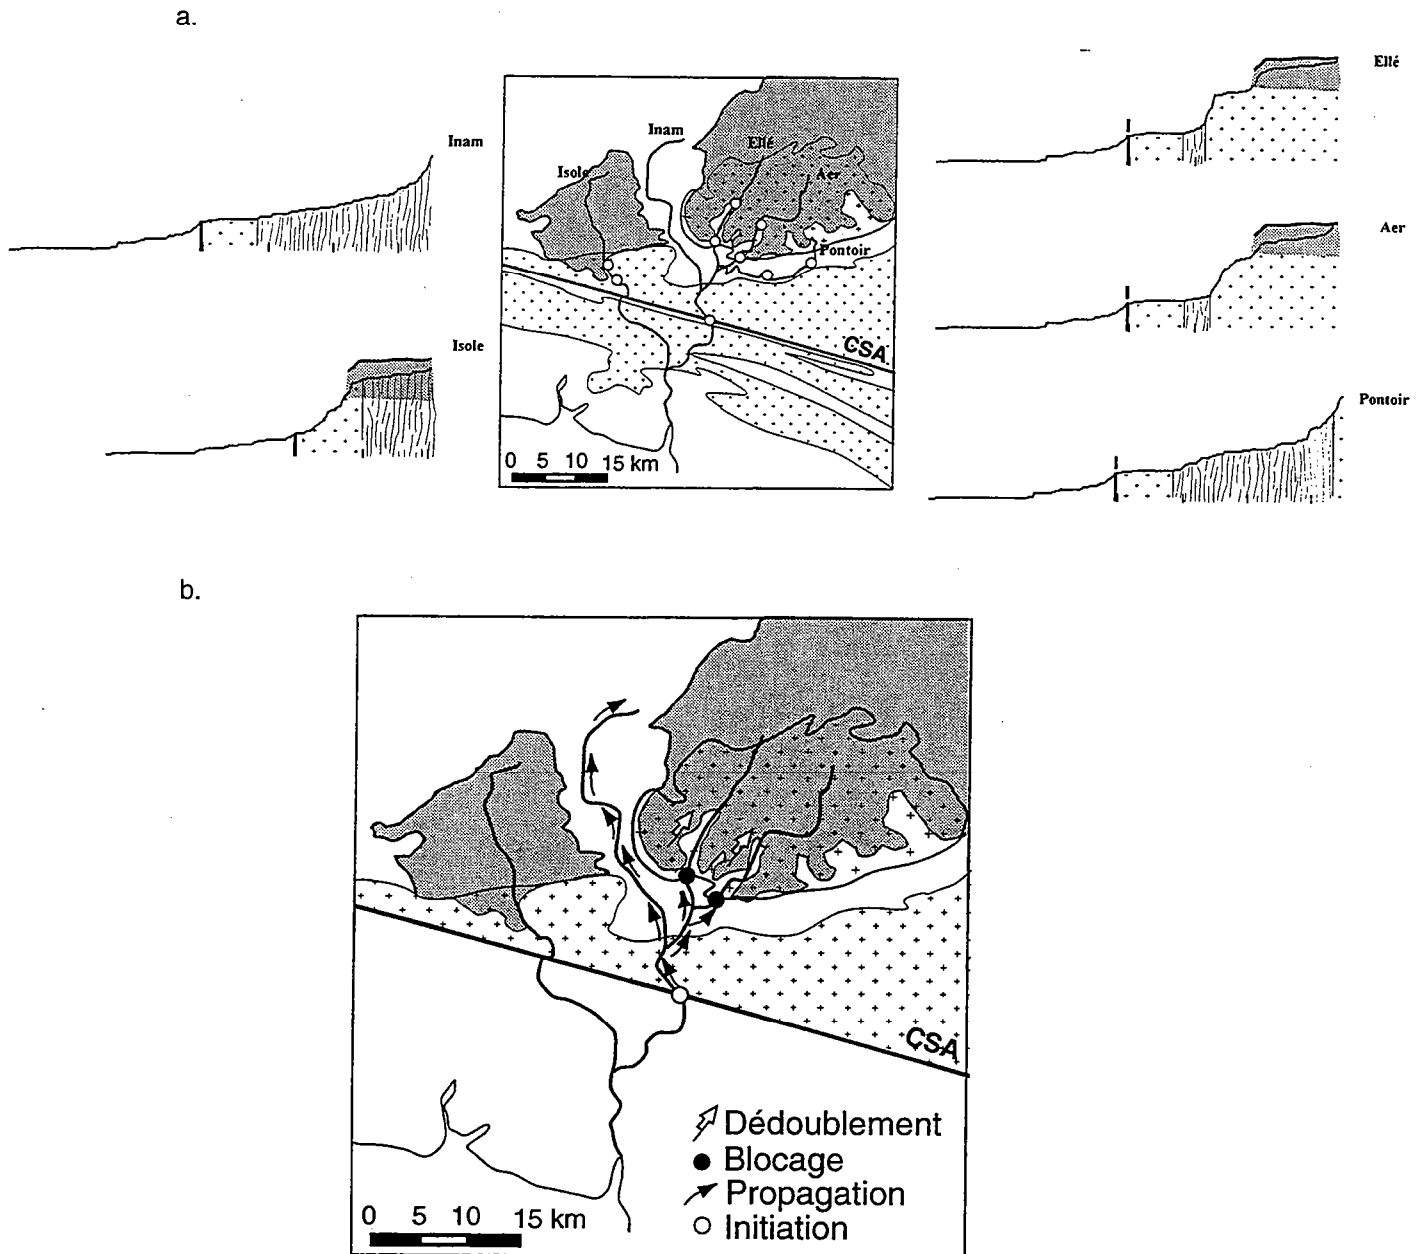 a.
Inam
Isole
Inam
Ellé
Isole
Aer
Pontoir
CSA
0 5 10 15 km
Ellé
Aer
Pontoir
b.
CSA
Dédoublement
Blocage
Propagation
Initiation
0 5 10 15 km